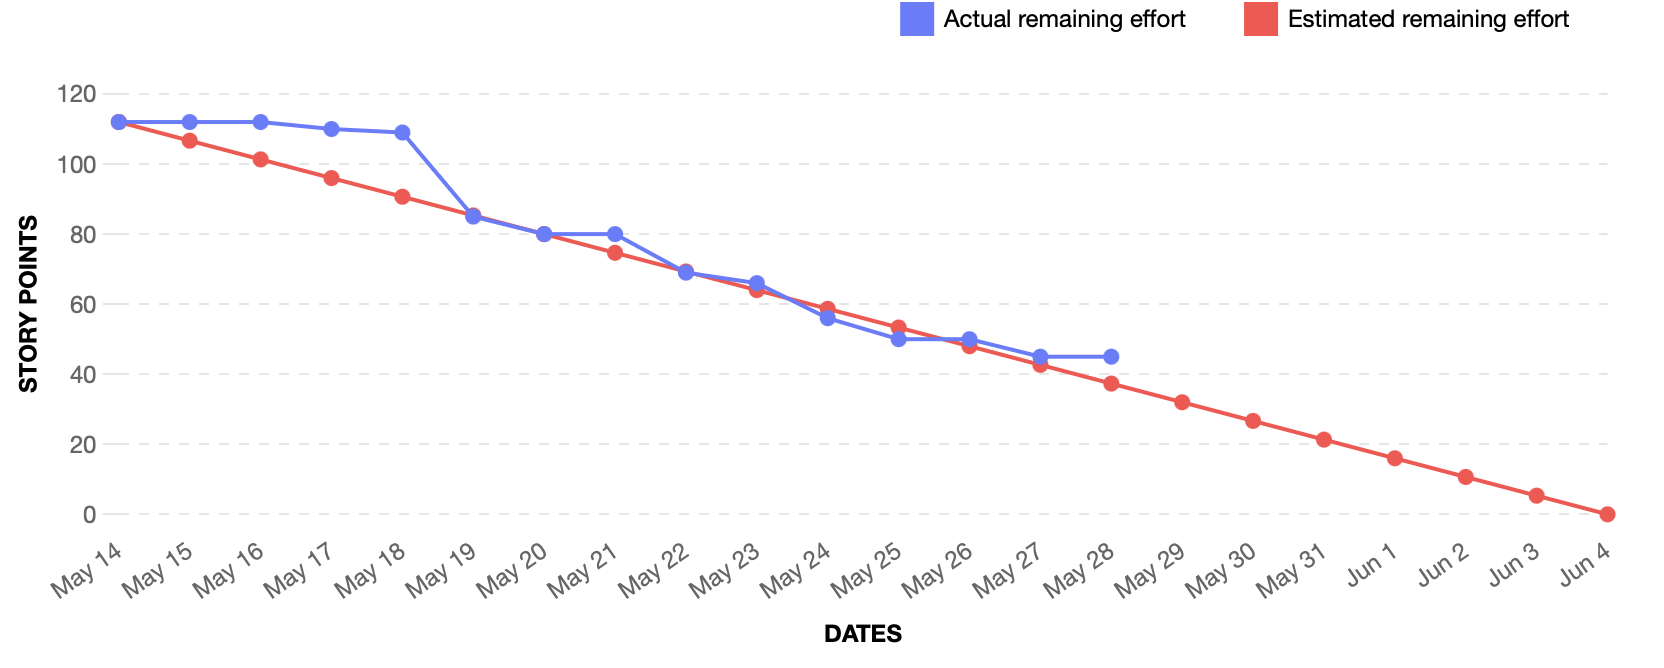 Actual remaining effort
Estimated remaining effort
STORY POINTS
120
100
80
60
40
20
0
May 14
May 15
May 16
May 17
May 18
May 19
May 20
May 21
May 22
May 23
May 24
May 25
May 26
May 27
May 28
May 29
May 30
May 31
Jun 1
Jun 2
Jun 3
Jun 4
DATES